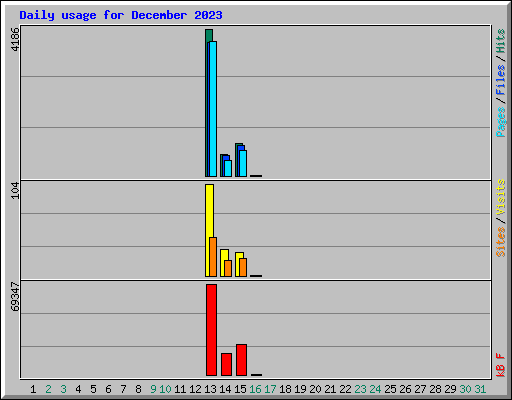 Daily usage for December 2023
4186
Pages / Files / Hits
104
Sites / Visits
69347
kB F
1 2 3 4 5 6 7 8 9 10 11 12 13 14 15 16 17 18 19 20 21 22 23 24 25 26 27 28 29 30 31